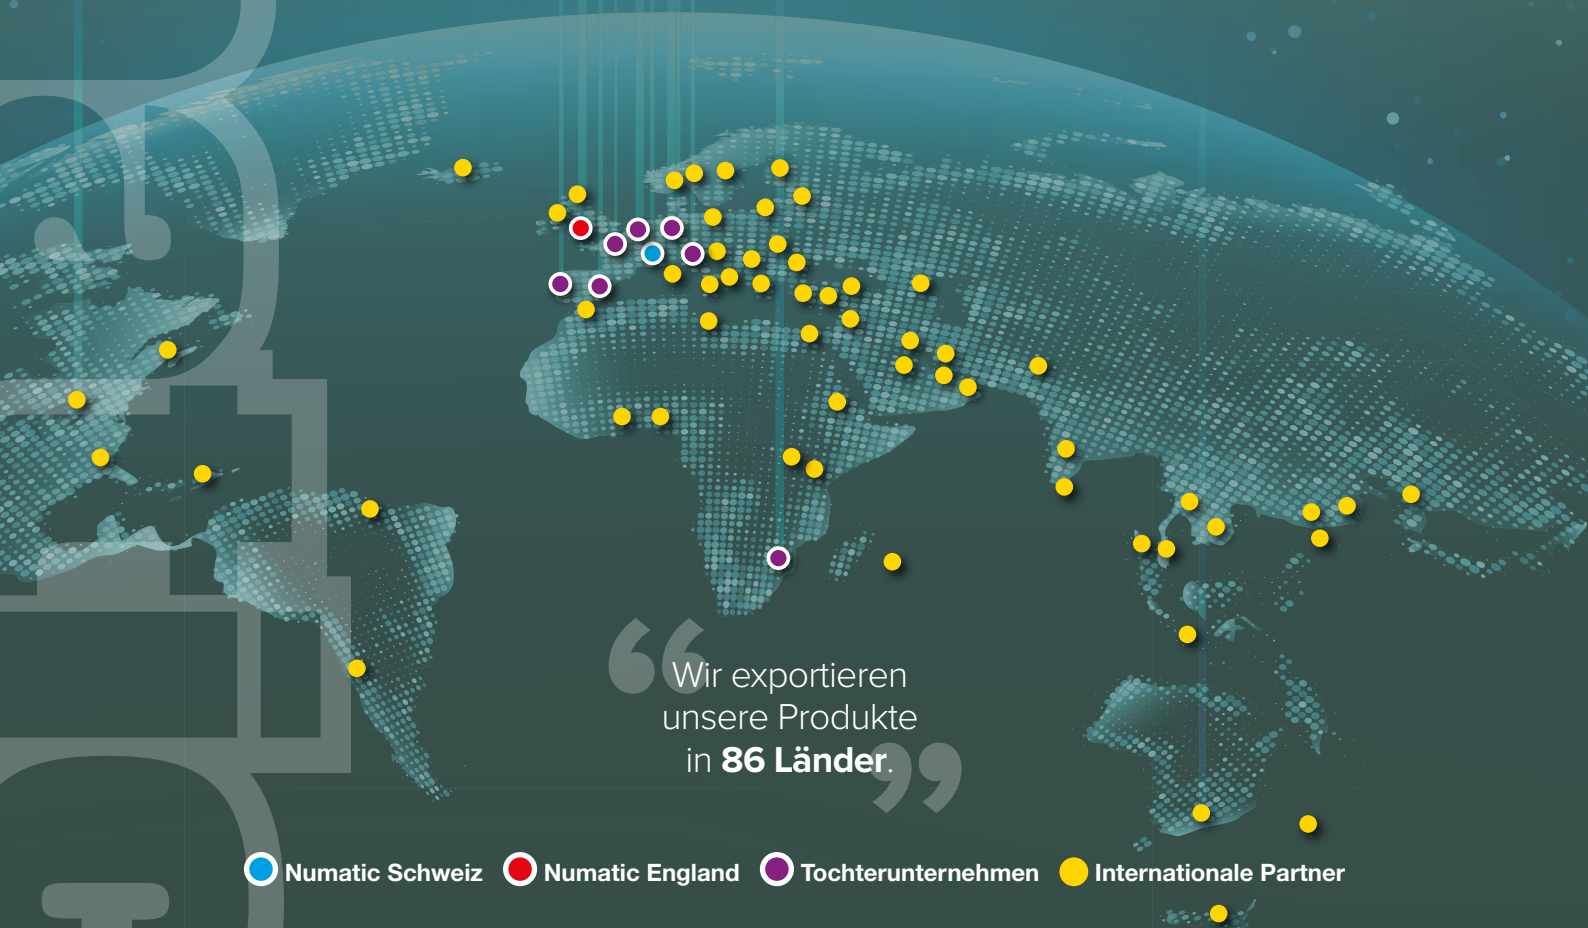 Wir exportieren
unsere Produkte
in 86 Länder.
Numatic Schweiz
Numatic England
Tochterunternehmen
Internationale Partner